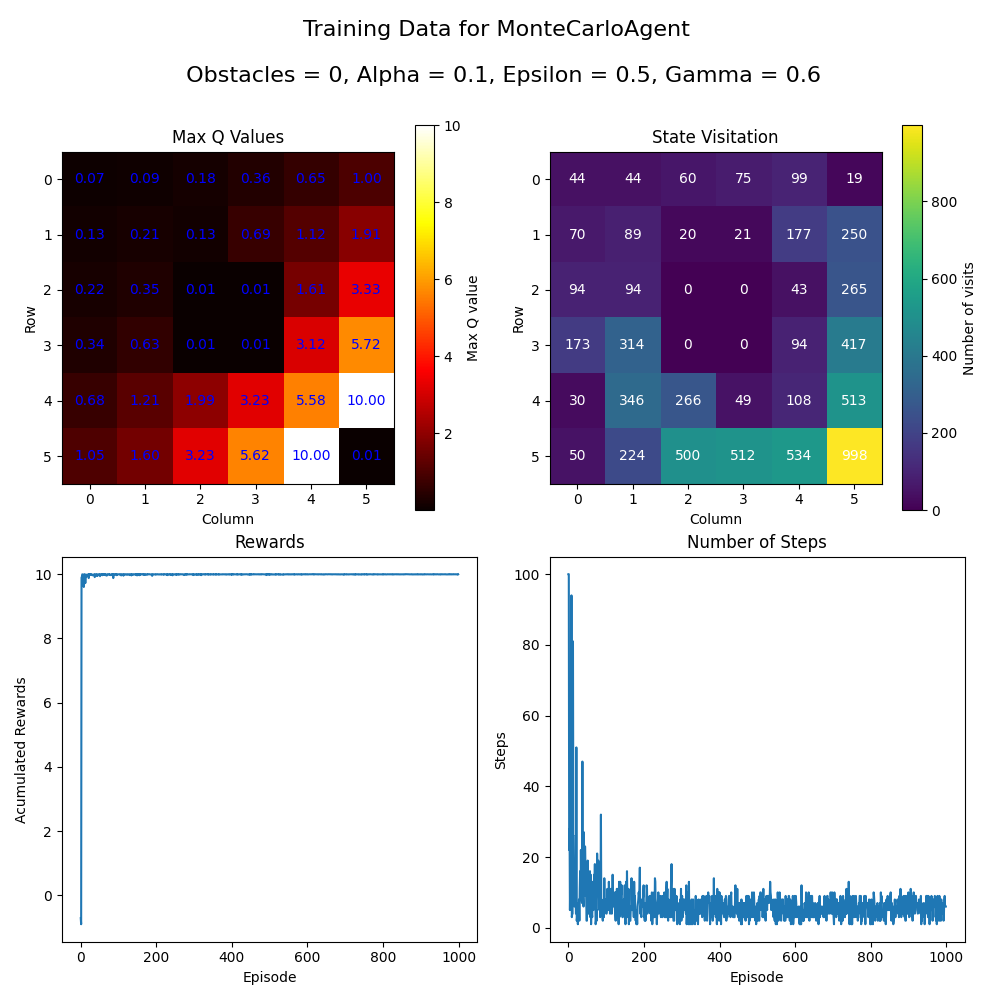 Training Data for MonteCarloAgent
Obstacles = 0, Alpha = 0.1, Epsilon = 0.5, Gamma = 0.6
Max Q Values
0 0.07 0.09 0.18 0.36 0.65 1.00
1 0.13 0.21 0.13 0.69 1.12 1.91
2 0.22 0.35 0.01 0.01 3.33
3 0.34 0.63 0.01 0.01 3.12 5.72
4 0.68 1.21 1.99 3.23 5.58 10.00
5 1.05 1.80 3.23 5.62 10.00 0.01
0 1 2 3 4 5
Row
Column
10
8
6
4
2
Max Q value
State Visitation
0 44 44 60 75 99 19
1 70 89 20 21 177 250
2 94 94 0 0 43 265
3 173 314 0 0 94 417
4 30 346 266 49 108 513
5 50 224 500 512 534 998
0 1 2 3 4 5
Row
Column
800
600
400
200
0
Number of visits
Rewards
10
8
6
4
2
0
0 200 400 600 800 1000
Acumulated Rewards
Episode
Number of Steps
100
80
60
40
20
0
0 200 400 600 800 1000
Steps
Episode